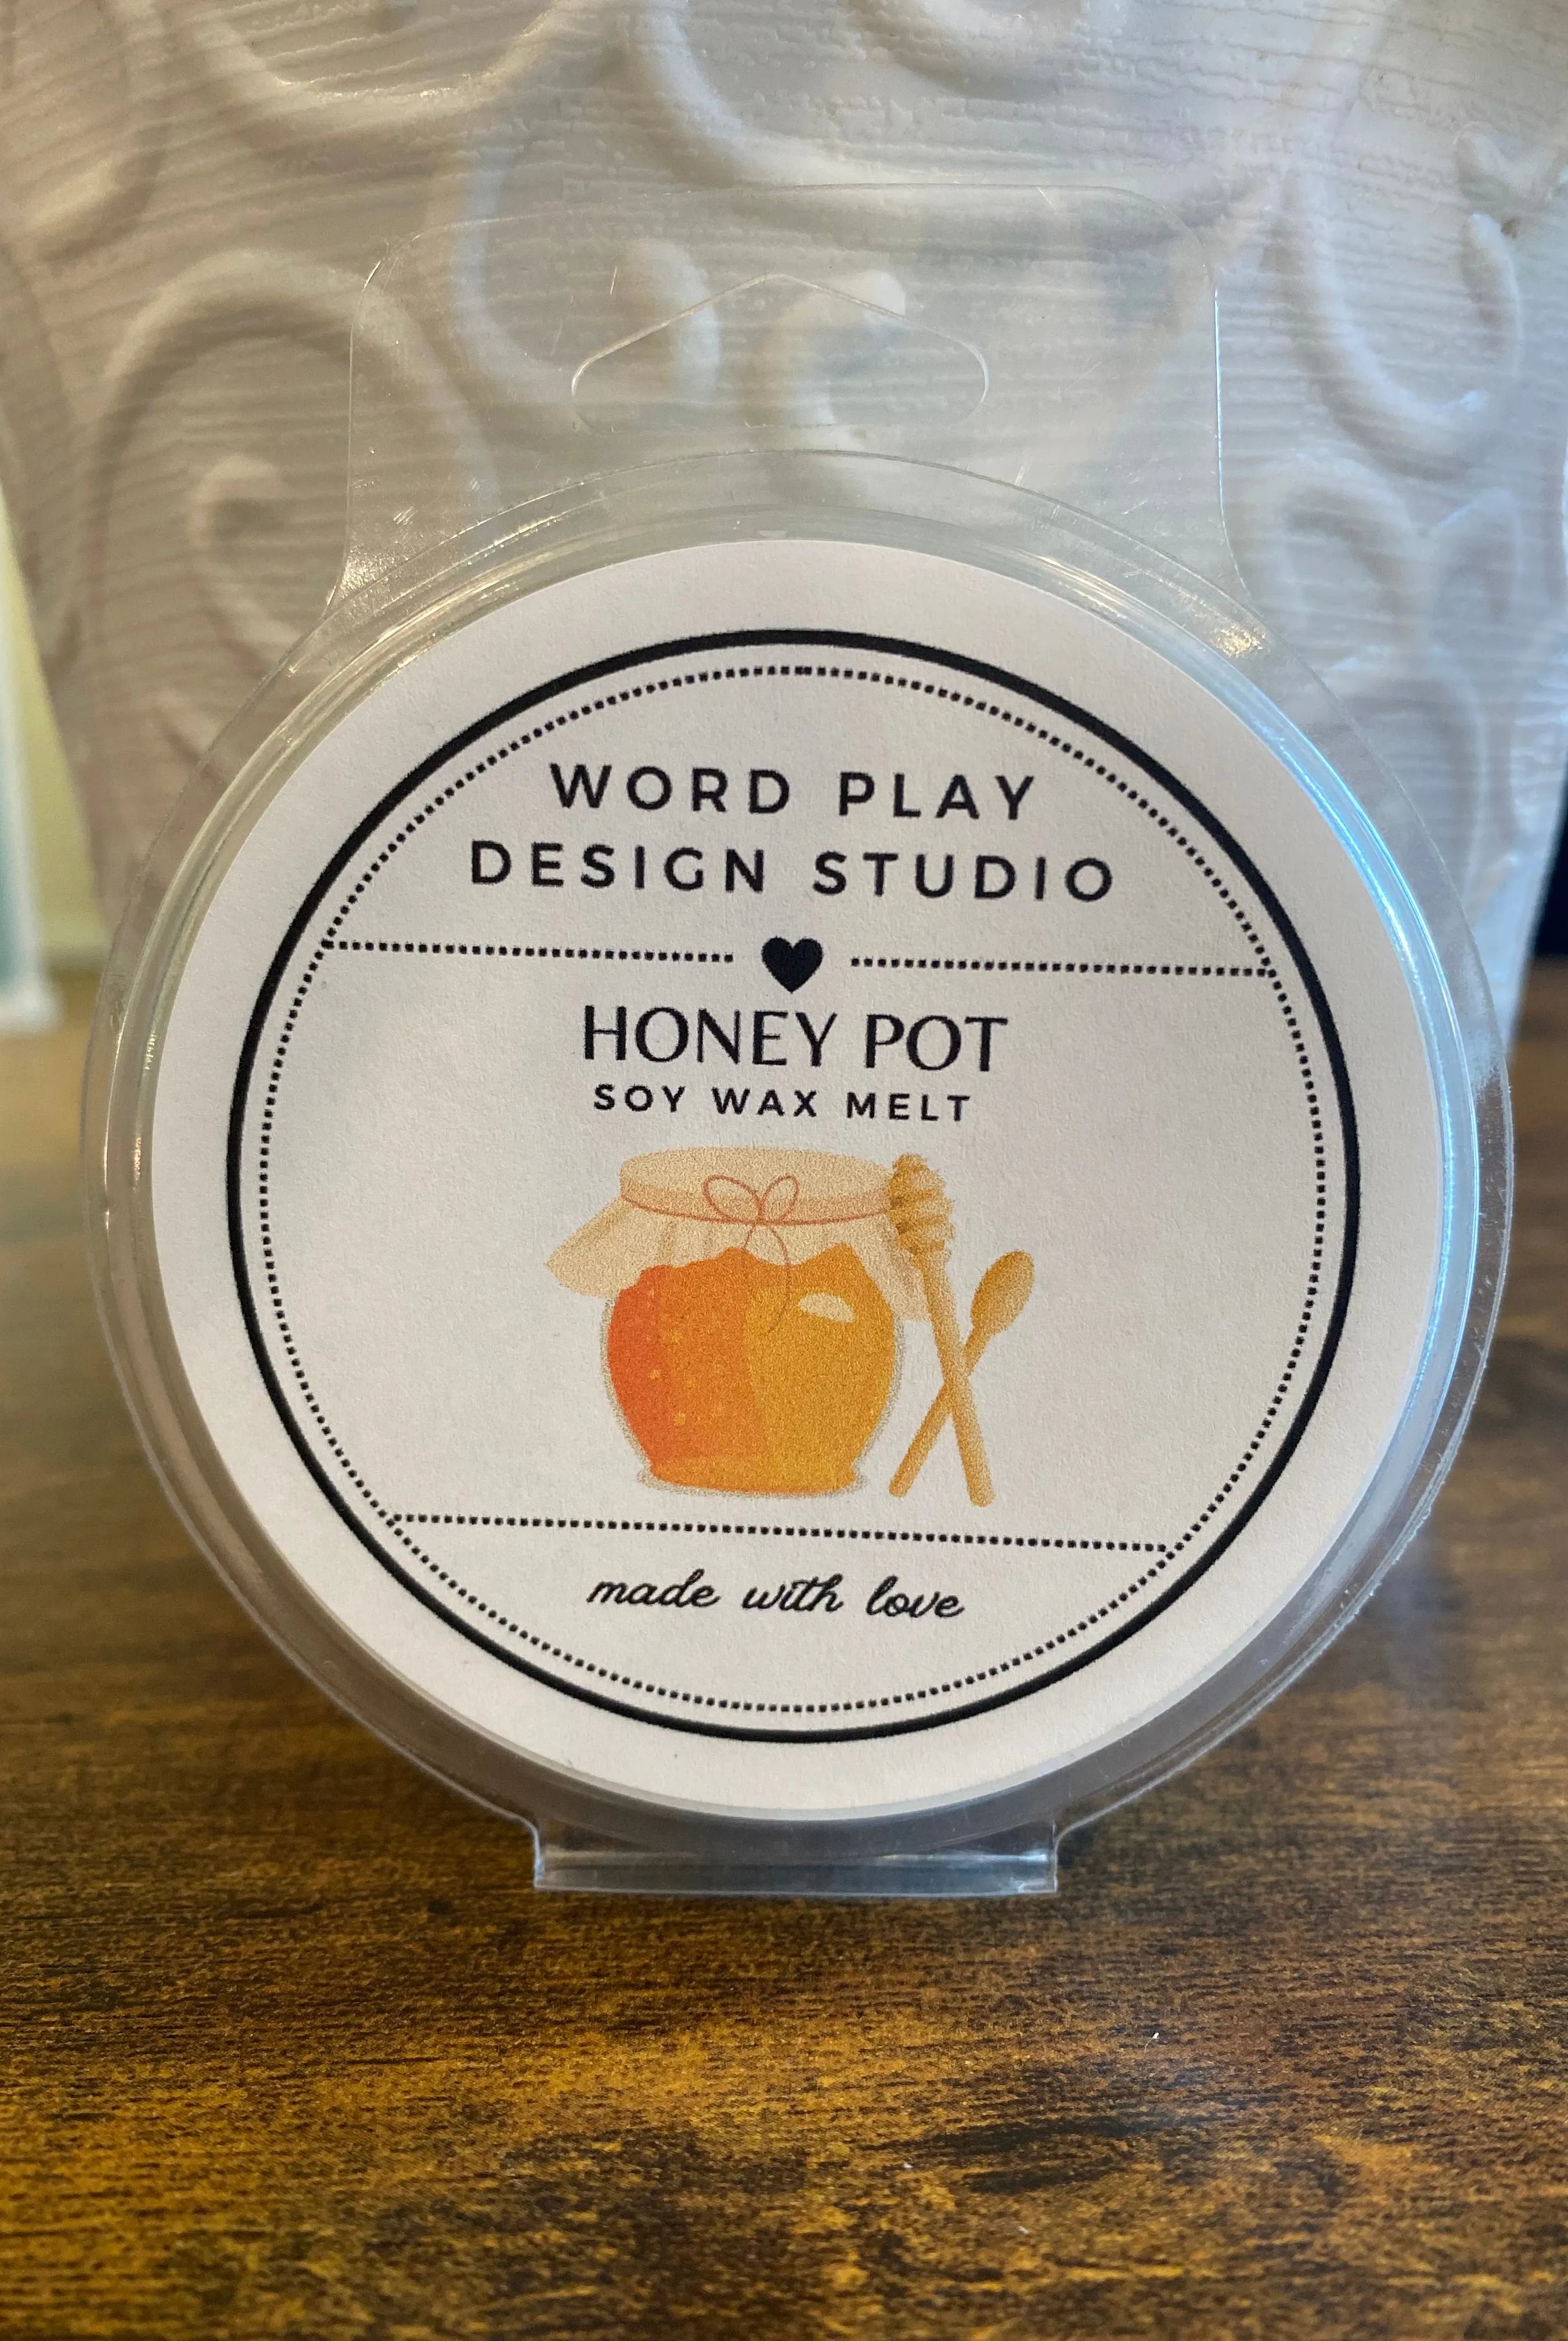 WORD PLAY
DESIGN STUDIO
HONEY POT
SOY WAX MELT
made with love